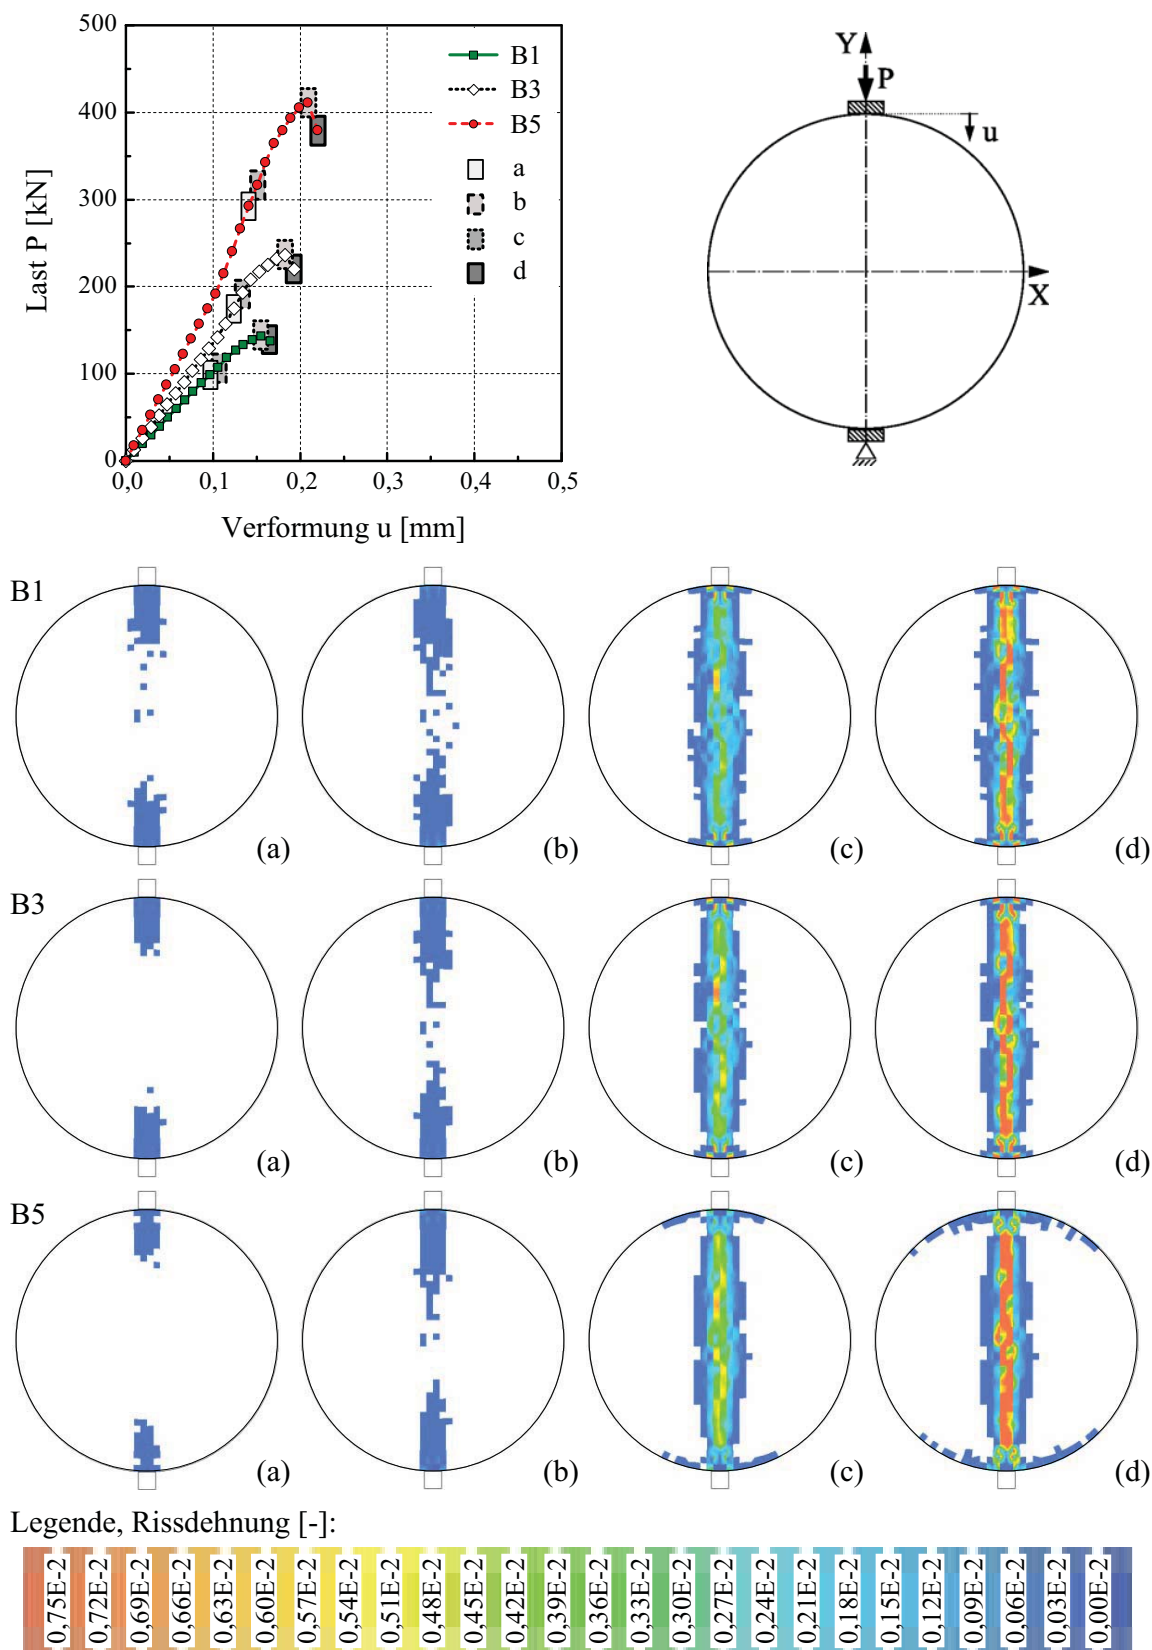 500
400
300
200
100
0
Last P [kN]
B1
B3
B5
a
b
c
d
0,0 0,1 0,2 0,3 0,4 0,5
Verformung u [mm]
Y
P
u
X
B1
(a) (b) (c) (d)
B3
(a) (b) (c) (d)
B5
(a) (b) (c) (d)
Legende, Rissdehnung [-]:
0,75E-2 0,72E-2 0,69E-2 0,66E-2 0,63E-2 0,60E-2 0,57E-2 0,54E-2 0,51E-2 0,48E-2 0,45E-2 0,42E-2 0,39E-2 0,36E-2 0,33E-2 0,30E-2 0,27E-2 0,24E-2 0,21E-2 0,18E-2 0,15E-2 0,12E-2 0,09E-2 0,06E-2 0,03E-2 0,00E-2